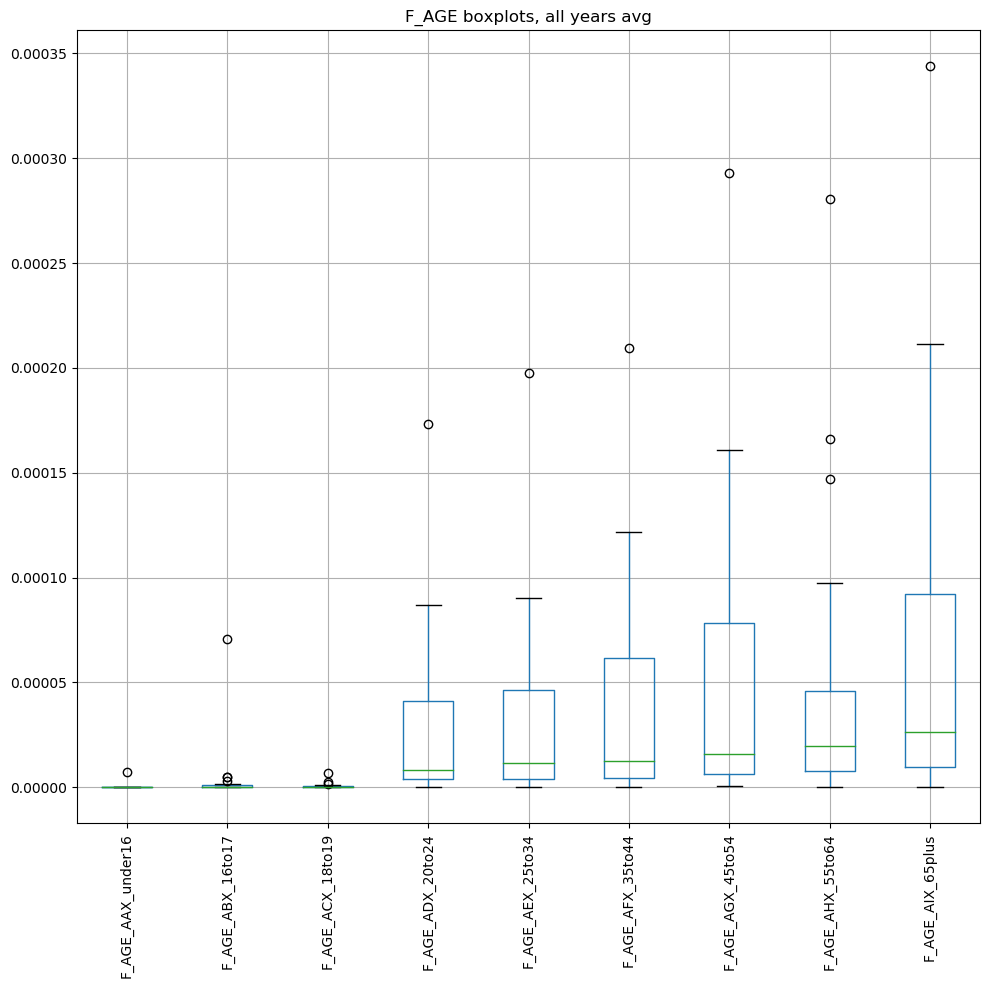 F_AGE boxplots, all years avg
0.00035
0.00030
0.00025
0.00020
0.00015
0.00010
0.00005
0.00000
F_AGE_AAX_under16
F_AGE_ABX_16to17
F_AGE_ACX_18to19
F_AGE_ADX_20to24
F_AGE_AEX_25to34
F_AGE_AFX_35to44
F_AGE_AGX_45to54
F_AGE_AHX_55to64
F_AGE_AIX_65plus